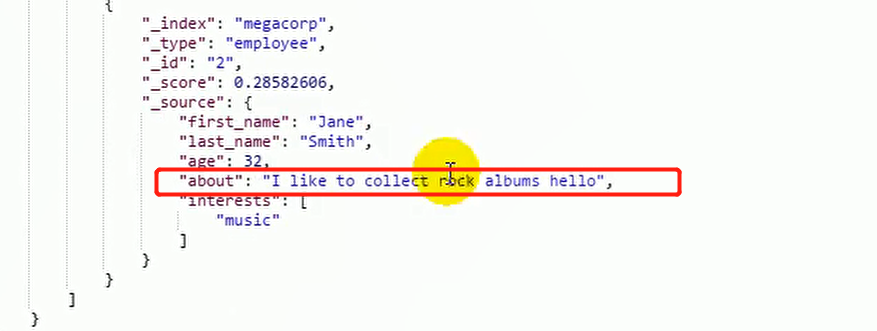 {
"_index": "megacorp",
"_type": "employee",
"_id": "2",
"_score": 0.28582606,
"_source": {
"first_name": "Jane",
"last_name": "Smith",
"age": 32,
"about": "I like to collect rock albums hello",
"interests": [
"music"
]
}
}
]
}